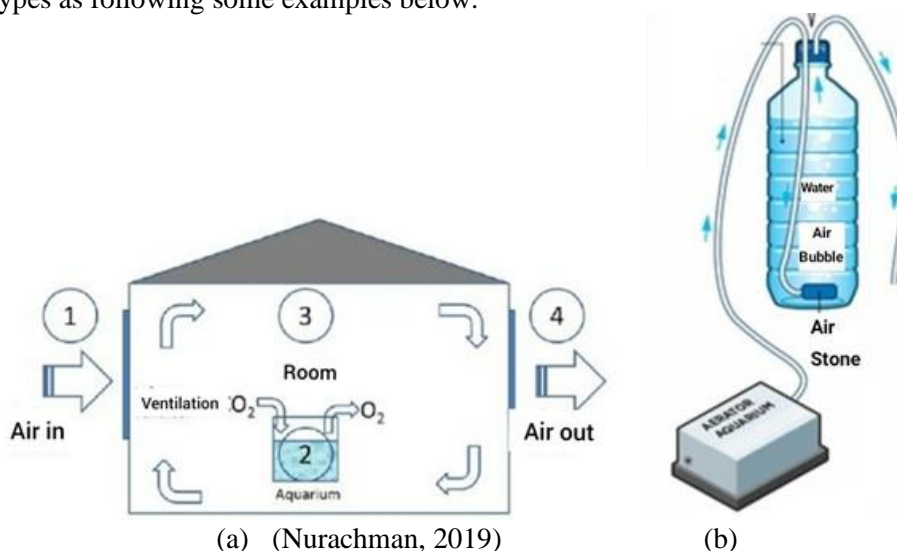 ypes as following some examples below.
1
3
4
Room
Ventilation
O₂
O₂
Air in
Air out
2
Aquarium
Water
Air
Bubble
Air
Stone
AERATOR
AQUARIUM
(a) (Nurachman, 2019)
(b)